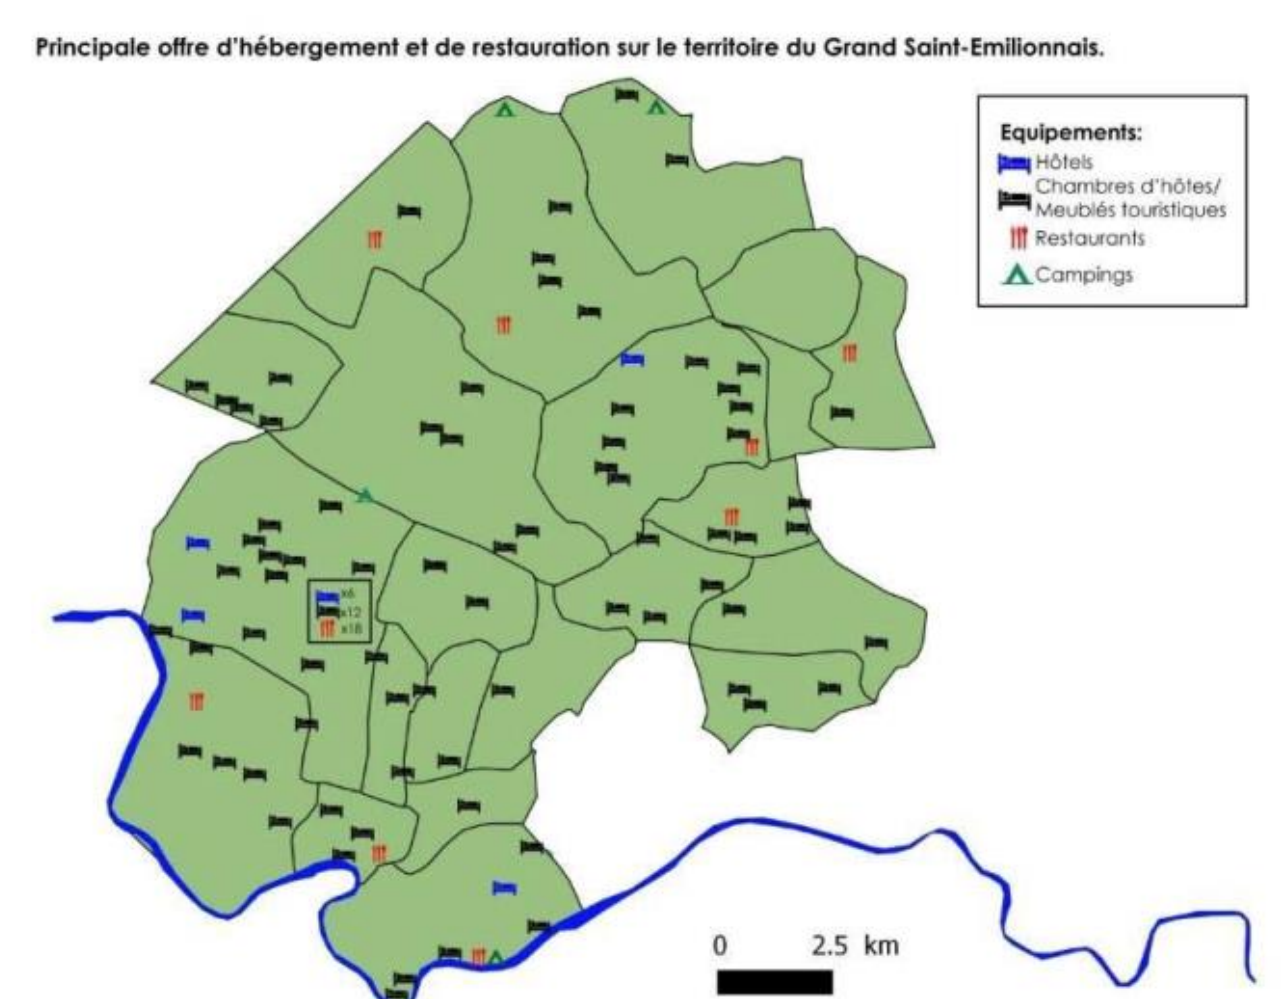 Principale offre d'hébergement et de restauration sur le territoire du Grand Saint-Emilionnais.
Equipements:
Hôtels
Chambres d'hôtes/
Meublés touristiques
Restaurants
Campings
x6
x12
x18
0 2.5 km